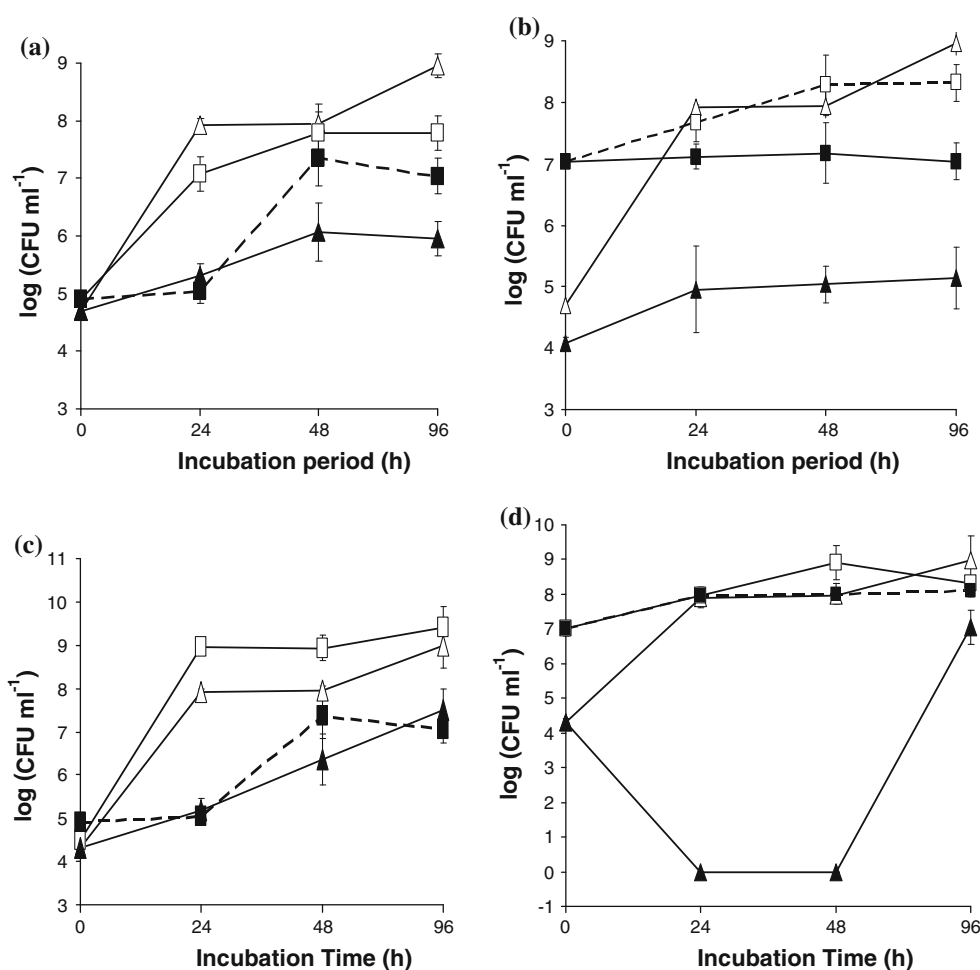 (a)
9
8
7
6
5
4
3
log (CFU ml⁻¹)
0 24 48 96
Incubation period (h)
(b)
9
8
7
6
5
4
3
log (CFU ml⁻¹)
0 24 48 96
Incubation period (h)
(c)
11
10
9
8
7
6
5
4
3
log (CFU ml⁻¹)
0 24 48 96
Incubation Time (h)
(d)
10
9
8
7
6
5
4
3
2
1
0
-1
log (CFU ml⁻¹)
0 24 48 96
Incubation Time (h)